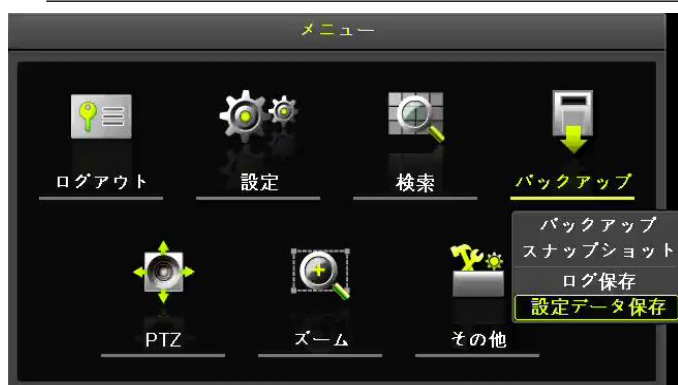 メニュー
ログアウト
設定
検索
バックアップ
バックアップ
スナップショット
ログ保存
設定データ保存
PTZ
ズーム
その他